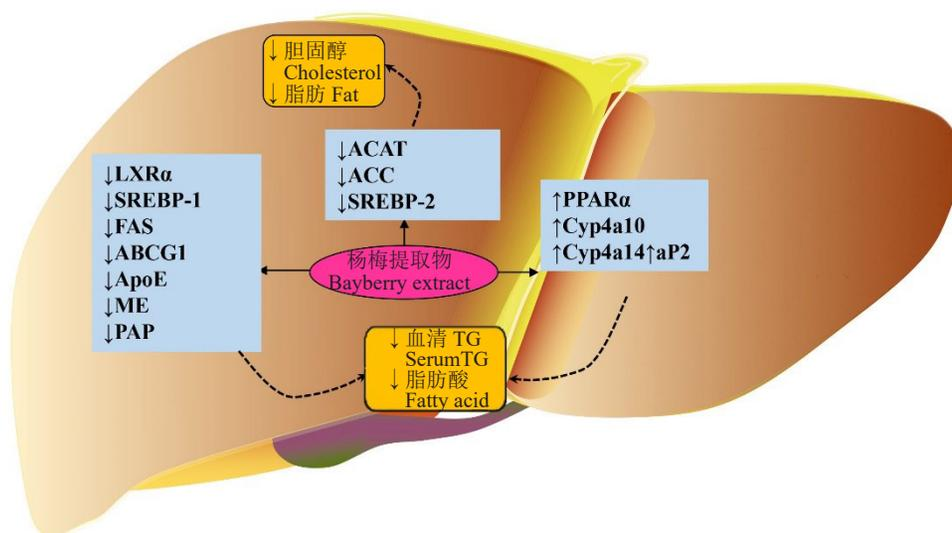 ↓ 胆固醇
Cholesterol
↓ 脂肪 Fat
↓ACAT
↓ACC
↓SREBP-2
↓LXRα
↓SREBP-1
↓FAS
↓ABCG1
↓ApoE
↓ME
↓PAP
↑PPARα
↑Cyp4a10
↑Cyp4a14↑aP2
杨梅提取物
Bayberry extract
↓ 血清 TG
SerumTG
↓ 脂肪酸
Fatty acid